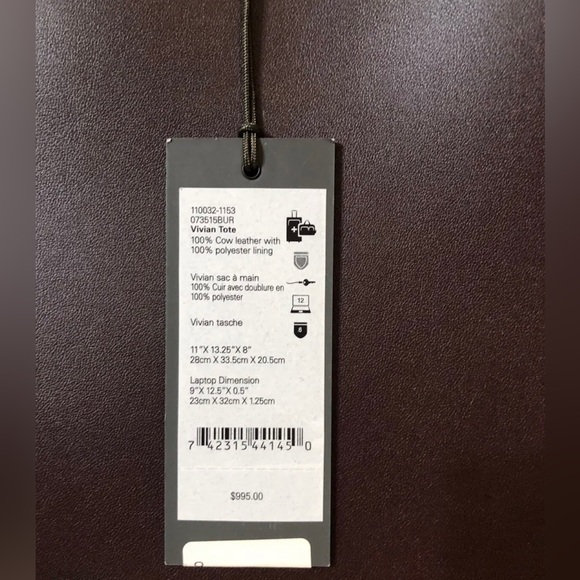 110032-1153
073515BUR
Vivian Tote
100% Cow leather with
100% polyester lining
Vivian sac à main
100% Cuir avec doublure en
100% polyester
12
Vivian tasche
6
11"X 13.25"X 8"
28cm X 33.5cm X 20.5cm
Laptop Dimension
9"X 12.5"X 0.5"
23cm X 32cm X 1.25cm
7 42315 44145 0
$995.00